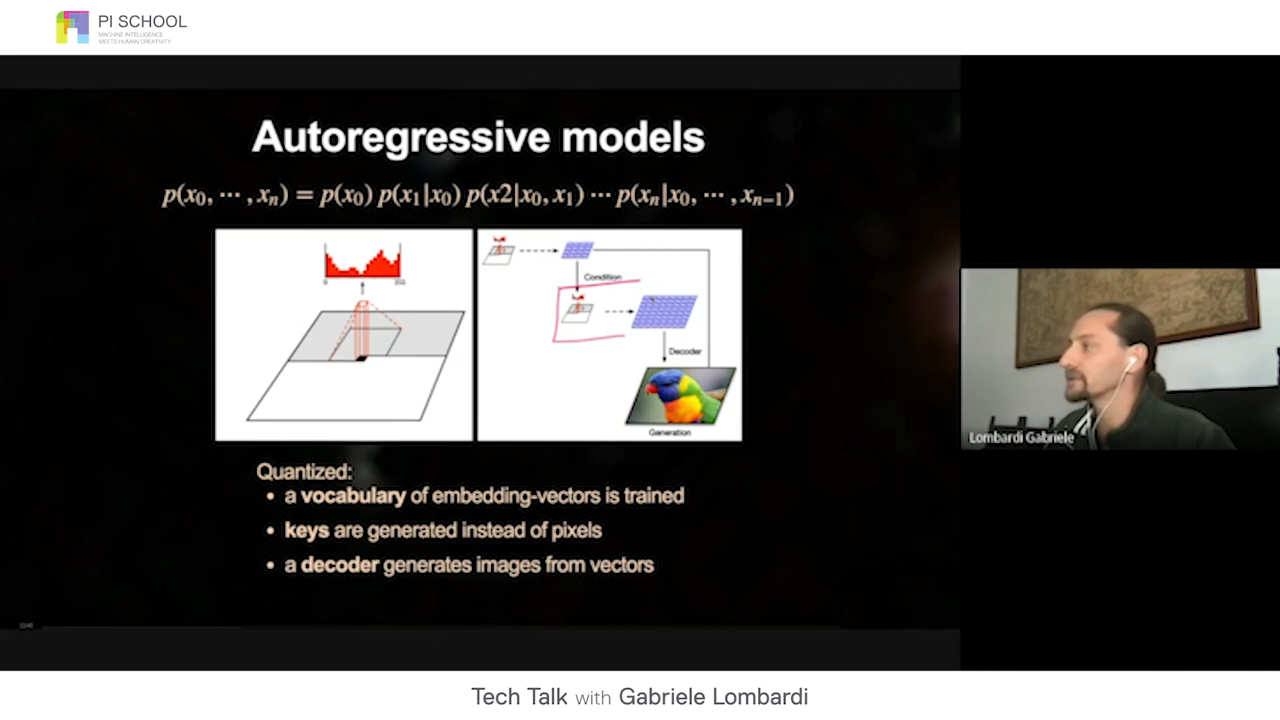 PI SCHOOL
MACHINE INTELLIGENCE
MEETS HUMAN CREATIVITY
Autoregressive models
p(x₀, ⋯ , xₙ) = p(x₀) p(x₁|x₀) p(x2|x₀, x₁) ⋯ p(xₙ|x₀, ⋯ , xₙ₋₁)
0 255
Condition
Decoder
Generation
Quantized:
• a vocabulary of embedding-vectors is trained
• keys are generated instead of pixels
• a decoder generates images from vectors
Lombardi Gabriele
Tech Talk with Gabriele Lombardi